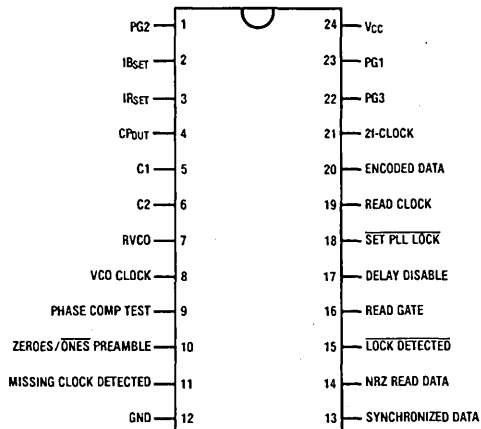 PG2 1 24 VCC
IBSET 2 23 PG1
IRSET 3 22 PG3
CPOUT 4 21 2f-CLOCK
C1 5 20 ENCODED DATA
C2 6 19 READ CLOCK
RVCO 7 18 SET PLL LOCK
VCO CLOCK 8 17 DELAY DISABLE
PHASE COMP TEST 9 16 READ GATE
ZEROES/ONES PREAMBLE 10 15 LOCK DETECTED
MISSING CLOCK DETECTED 11 14 NRZ READ DATA
GND 12 13 SYNCHRONIZED DATA